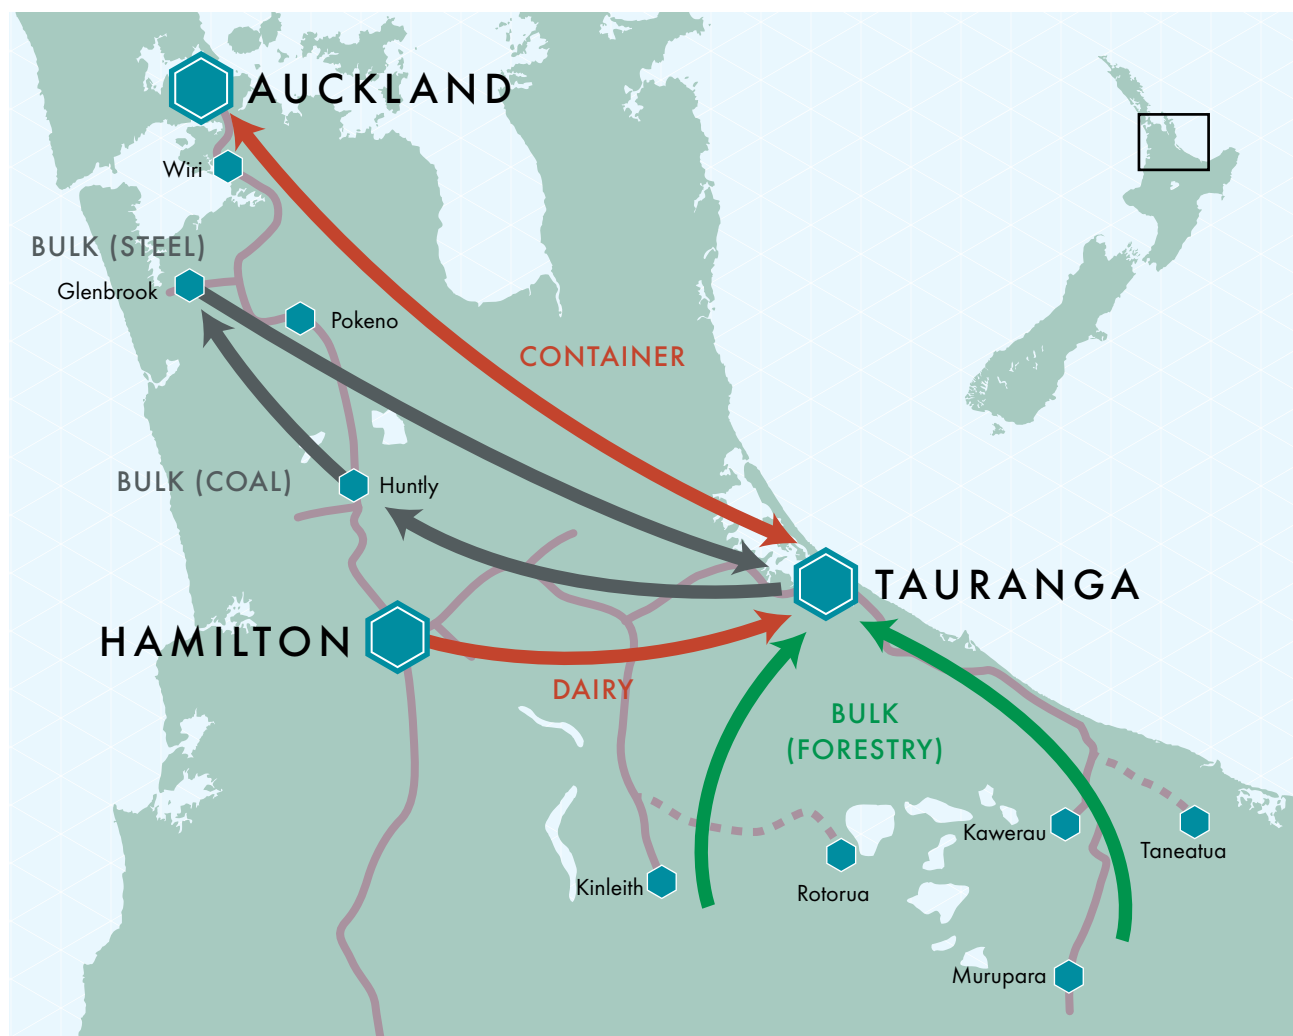 AUCKLAND
Wiri
BULK (STEEL)
Glenbrook
Pokeno
CONTAINER
BULK (COAL)
Huntly
TAURANGA
HAMILTON
DAIRY
BULK
(FORESTRY)
Kawerau
Taneatua
Kinleith
Rotorua
Murupara